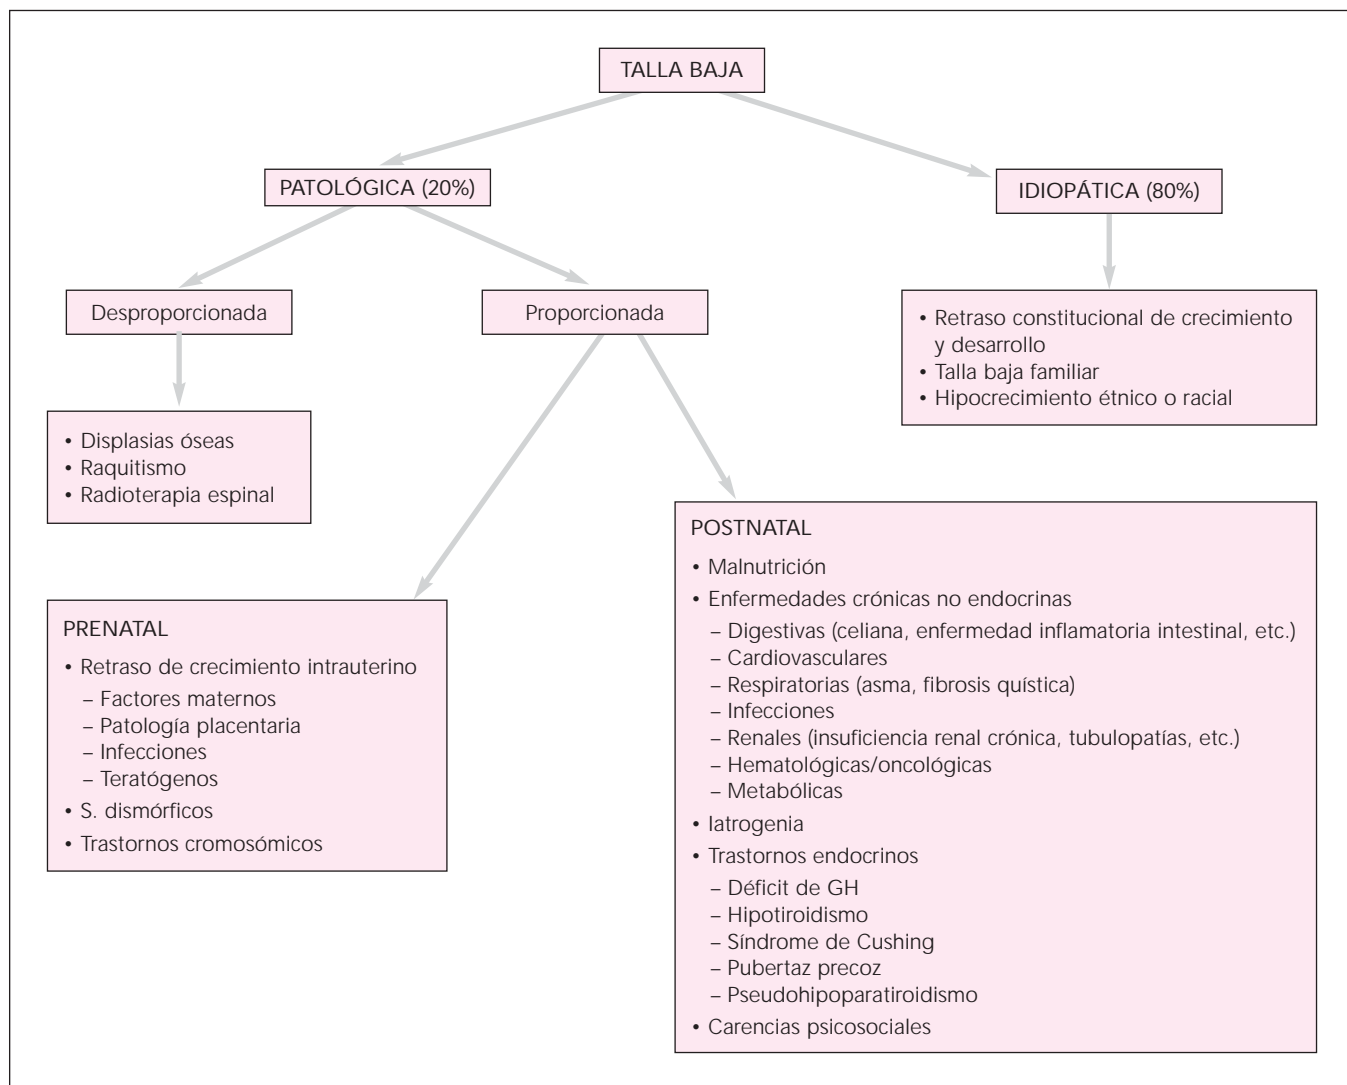 TALLA BAJA
PATOLÓGICA (20%)
IDIOPÁTICA (80%)
Desproporcionada
Proporcionada
• Retraso constitucional de crecimiento
y desarrollo
• Talla baja familiar
• Hipocrecimiento étnico o racial
• Displasias óseas
• Raquitismo
• Radioterapia espinal
PRENATAL
• Retraso de crecimiento intrauterino
– Factores maternos
– Patología placentaria
– Infecciones
– Teratógenos
• S. dismórficos
• Trastornos cromosómicos
POSTNATAL
• Malnutrición
• Enfermedades crónicas no endocrinas
– Digestivas (celiana, enfermedad inflamatoria intestinal, etc.)
– Cardiovasculares
– Respiratorias (asma, fibrosis quística)
– Infecciones
– Renales (insuficiencia renal crónica, tubulopatías, etc.)
– Hematológicas/oncológicas
– Metabólicas
• Iatrogenia
• Trastornos endocrinos
– Déficit de GH
– Hipotiroidismo
– Síndrome de Cushing
– Pubertaz precoz
– Pseudohipoparatiroidismo
• Carencias psicosociales